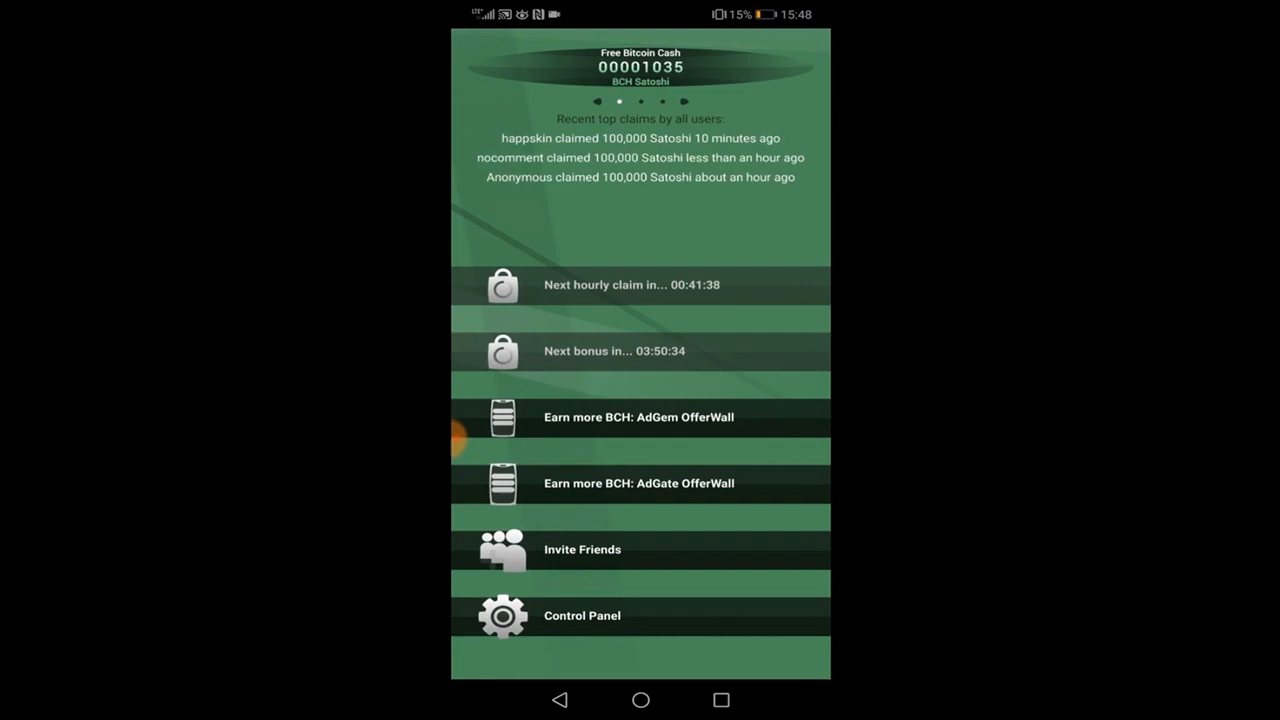 LTE 15% 15:48
Free Bitcoin Cash
00001035
BCH Satoshi
Recent top claims by all users:
happskin claimed 100,000 Satoshi 10 minutes ago
nocomment claimed 100,000 Satoshi less than an hour ago
Anonymous claimed 100,000 Satoshi about an hour ago
Next hourly claim in... 00:41:38
Next bonus in... 03:50:34
Earn more BCH: AdGem OfferWall
Earn more BCH: AdGate OfferWall
Invite Friends
Control Panel